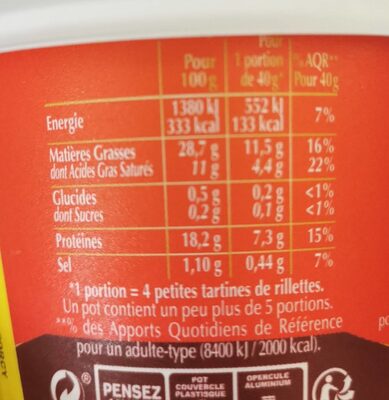 Pour 1 portion % AQR**
100g de 40g* Pour 40g
Energie 1380 kJ 552 kJ 7%
333 kcal 133 kcal
Matières Grasses 28,7 g 11,5 g 16%
dont Acides Gras Saturés 11 g 4,4 g 22%
Glucides 0,5 g 0,2 g <1%
dont Sucres 0,2 g 0,1 g <1%
Protéines 18,2 g 7,3 g 15%
Sel 1,10 g 0,44 g 7%
*1 portion = 4 petites tartines de rillettes.
Un pot contient un peu plus de 5 portions.
**% des Apports Quotidiens de Référence
pour un adulte-type (8400 kJ / 2000 kcal).
PENSEZ
POT
COUVERCLE
PLASTIQUE
OPERCULE
ALUMINIUM